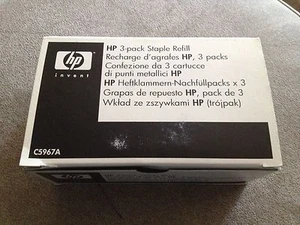 hp
invent
HP 3-pack Staple Refill
Recharge d'agrafes HP, 3 packs
Confezione da 3 cartucce
di punti metallici HP
HP Heftklammern-Nachfüllpacks x 3
Grapas de repuesto HP, pack de 3
Wkład ze zszywkami HP (trójpak)
C5967A